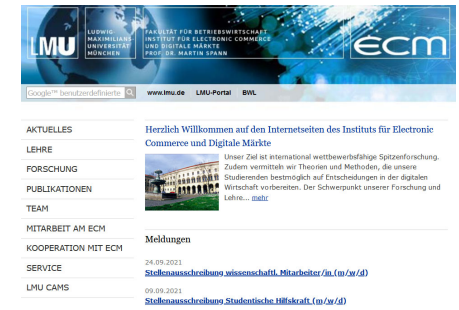 LMU
LUDWIG
MAXIMILIANS-
UNIVERSITÄT
MÜNCHEN
FAKULTÄT FÜR BETRIEBSWIRTSCHAFT
INSTITUT FÜR ELECTRONIC COMMERCE
UND DIGITALE MÄRKTE
PROF. DR. MARTIN SPANN
ecm
Google™ benutzerdefinierte
www.lmu.de LMU-Portal BWL
AKTUELLES
LEHRE
FORSCHUNG
PUBLIKATIONEN
TEAM
MITARBEIT AM ECM
KOOPERATION MIT ECM
SERVICE
LMU CAMS
Herzlich Willkommen auf den Internetseiten des Instituts für Electronic
Commerce und Digitale Märkte
Unser Ziel ist international wettbewerbsfähige Spitzenforschung.
Zudem vermitteln wir Theorien und Methoden, die unsere
Studierenden bestmöglich auf Entscheidungen in der digitalen
Wirtschaft vorbereiten. Der Schwerpunkt unserer Forschung und
Lehre... mehr
Meldungen
24.09.2021
Stellenausschreibung wissenschaftl. Mitarbeiter/in (m/w/d)
09.09.2021
Stellenausschreibung Studentische Hilfskraft (m/w/d)